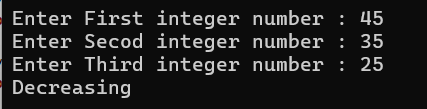 Enter First integer number : 45
Enter Secod integer number : 35
Enter Third integer number : 25
Decreasing